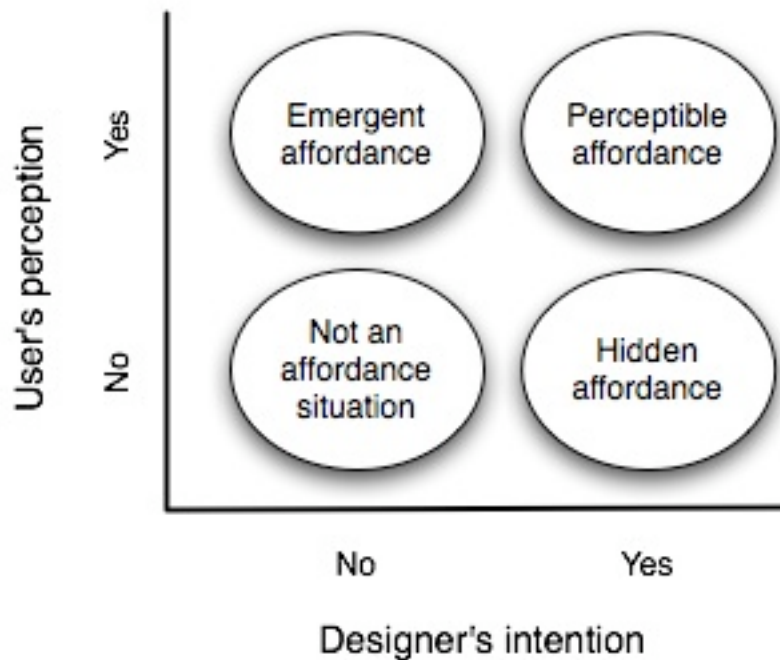 User's perception
Yes
No
Emergent
affordance
Perceptible
affordance
Not an
affordance
situation
Hidden
affordance
No
Yes
Designer's intention